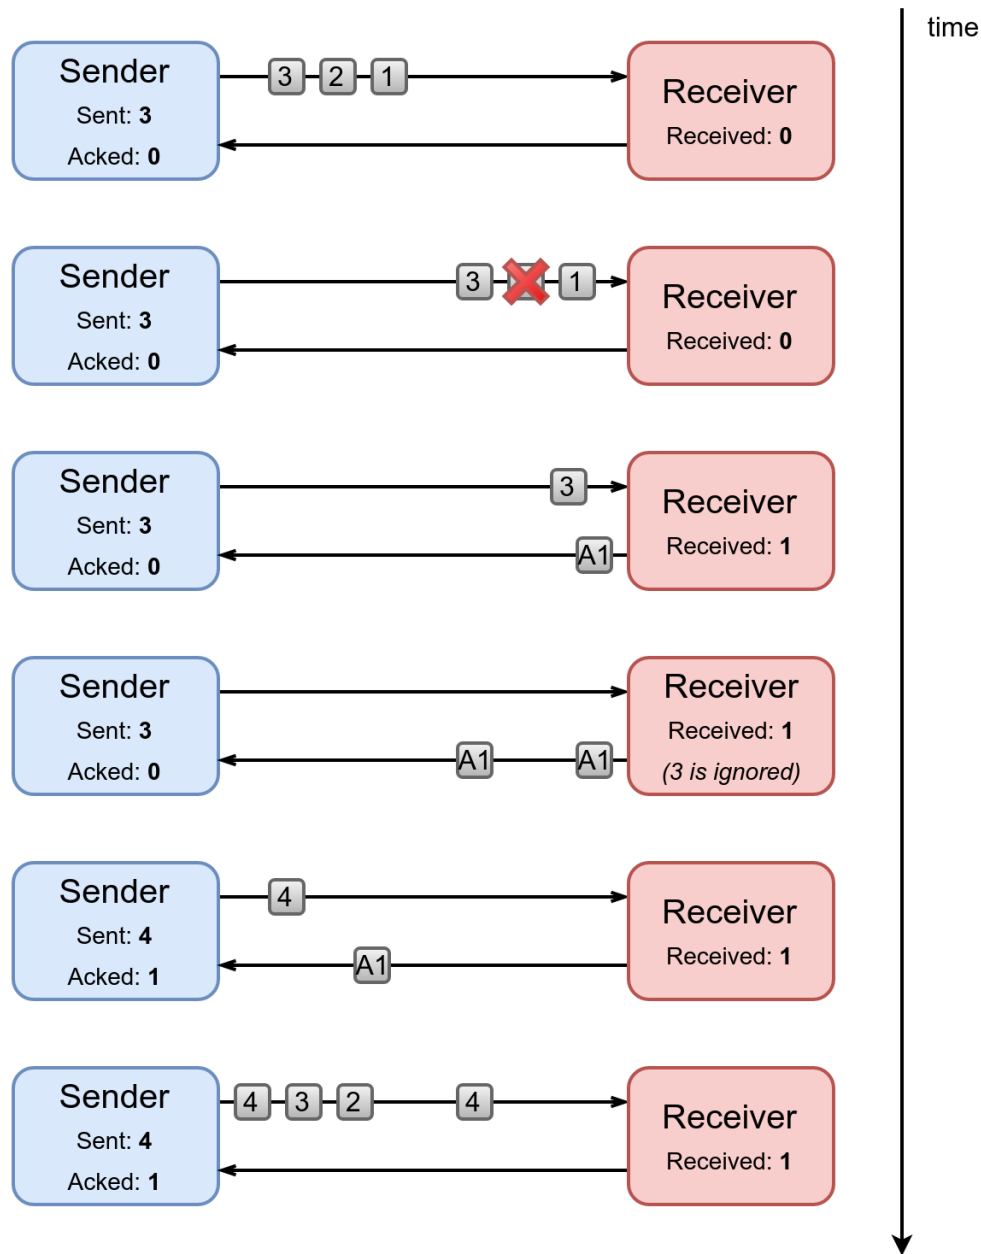 time
Sender
Sent: 3
Acked: 0
3 2 1
Receiver
Received: 0
Sender
Sent: 3
Acked: 0
3 1
Receiver
Received: 0
Sender
Sent: 3
Acked: 0
3
A1
Receiver
Received: 1
Sender
Sent: 3
Acked: 0
A1 A1
Receiver
Received: 1
(3 is ignored)
Sender
Sent: 4
Acked: 1
4
A1
Receiver
Received: 1
Sender
Sent: 4
Acked: 1
4 3 2 4
Receiver
Received: 1